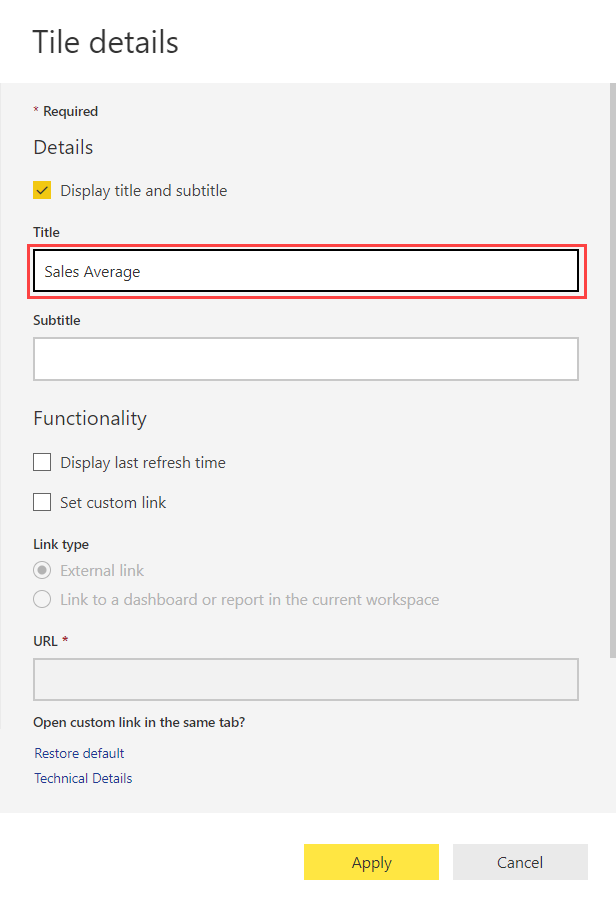 Tile details
* Required
Details
Display title and subtitle
Title
Sales Average
Subtitle
Functionality
Display last refresh time
Set custom link
Link type
External link
Link to a dashboard or report in the current workspace
URL *
Open custom link in the same tab?
Restore default
Technical Details
Apply Cancel